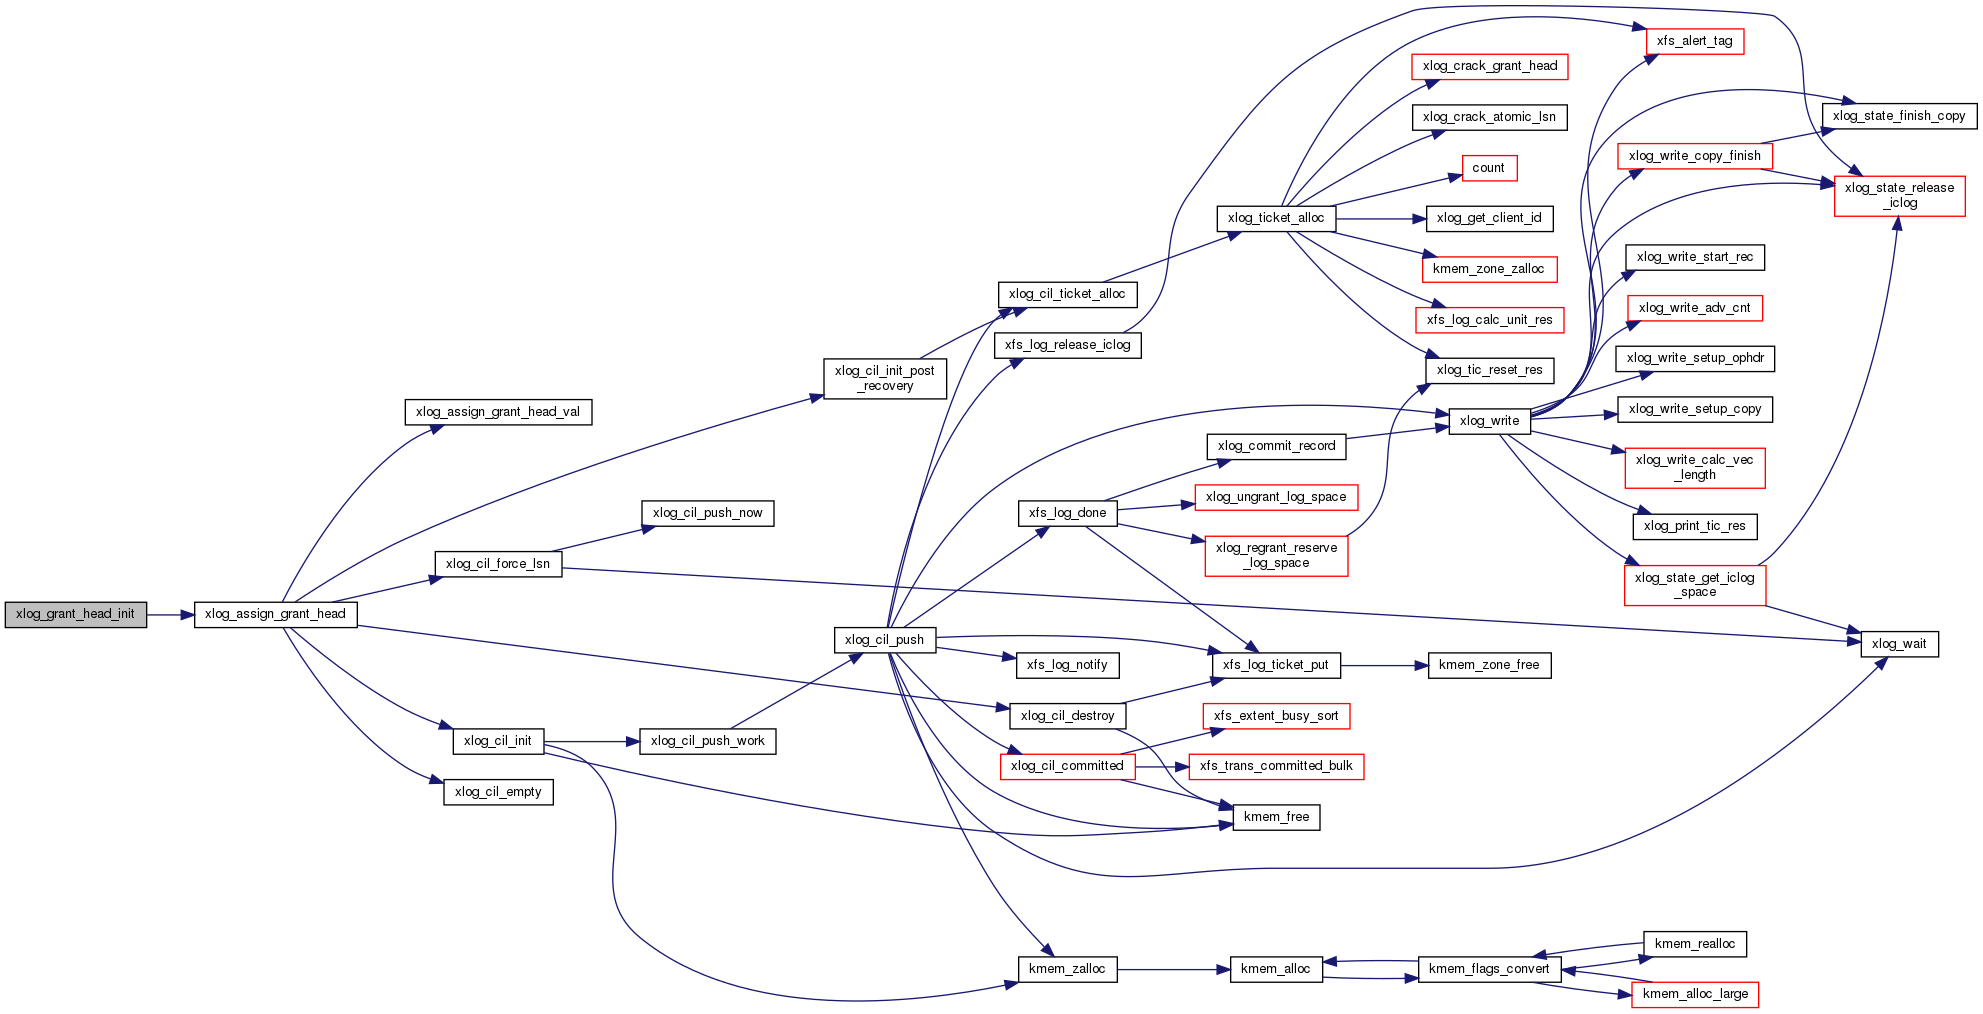 xlog_grant_head_init
xlog_assign_grant_head
xlog_assign_grant_head_val
xlog_cil_force_lsn
xlog_cil_init
xlog_cil_empty
xlog_cil_push_now
xlog_cil_push_work
xlog_cil_init_post
_recovery
xlog_cil_push
xlog_cil_ticket_alloc
xfs_log_release_iclog
xfs_log_done
xfs_log_notify
xlog_cil_destroy
xlog_cil_committed
kmem_zalloc
xlog_ticket_alloc
xlog_commit_record
xlog_ungrant_log_space
xlog_regrant_reserve
_log_space
xfs_log_ticket_put
xfs_extent_busy_sort
xfs_trans_committed_bulk
kmem_free
kmem_alloc
xlog_crack_grant_head
xlog_crack_atomic_lsn
count
xlog_get_client_id
kmem_zone_zalloc
xfs_log_calc_unit_res
xlog_tic_reset_res
xlog_write
kmem_zone_free
kmem_flags_convert
xfs_alert_tag
xlog_write_copy_finish
xlog_write_start_rec
xlog_write_adv_cnt
xlog_write_setup_ophdr
xlog_write_setup_copy
xlog_write_calc_vec
_length
xlog_print_tic_res
xlog_state_get_iclog
_space
kmem_realloc
kmem_alloc_large
xlog_state_finish_copy
xlog_state_release
_iclog
xlog_wait